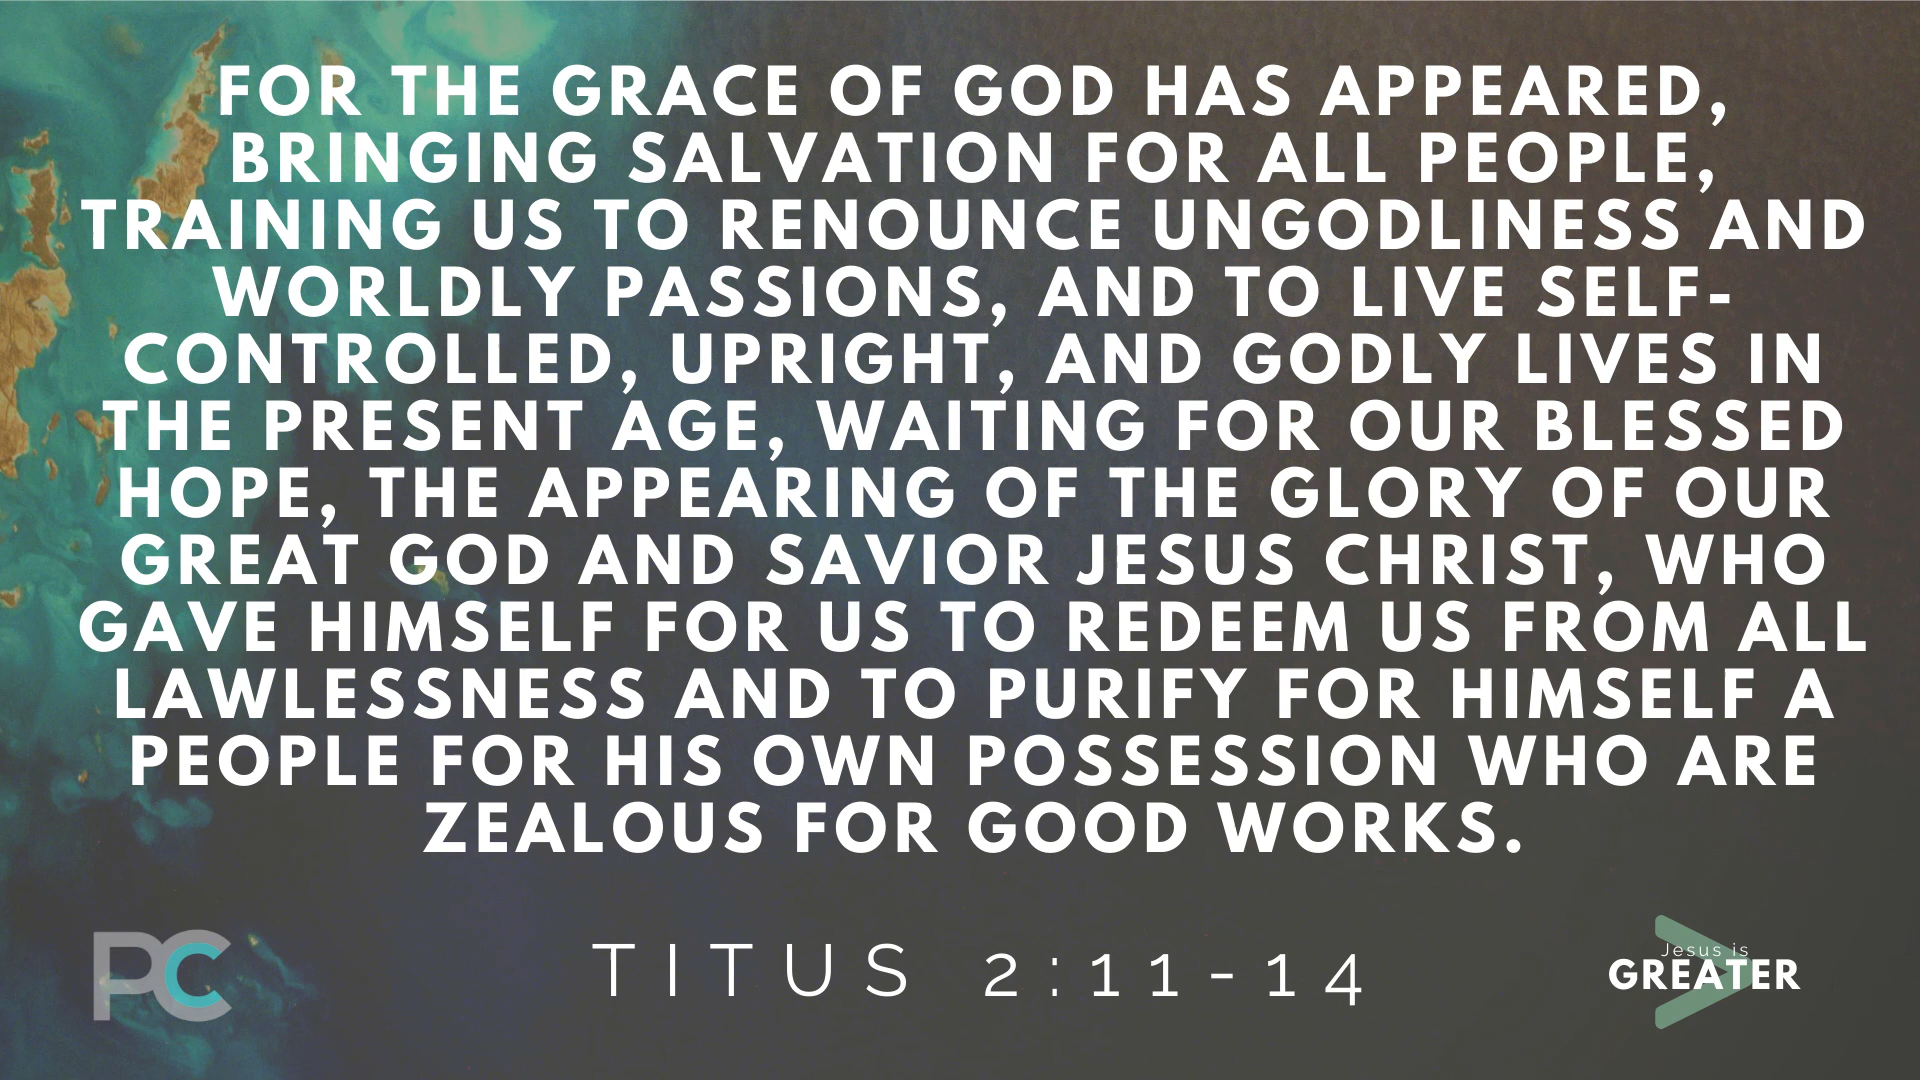 FOR THE GRACE OF GOD HAS APPEARED,
BRINGING SALVATION FOR ALL PEOPLE,
TRAINING US TO RENOUNCE UNGODLINESS AND
WORLDLY PASSIONS, AND TO LIVE SELF-
CONTROLLED, UPRIGHT, AND GODLY LIVES IN
THE PRESENT AGE, WAITING FOR OUR BLESSED
HOPE, THE APPEARING OF THE GLORY OF OUR
GREAT GOD AND SAVIOR JESUS CHRIST, WHO
GAVE HIMSELF FOR US TO REDEEM US FROM ALL
LAWLESSNESS AND TO PURIFY FOR HIMSELF A
PEOPLE FOR HIS OWN POSSESSION WHO ARE
ZEALOUS FOR GOOD WORKS.
PC
TITUS 2:11-14
Jesus is
GREATER